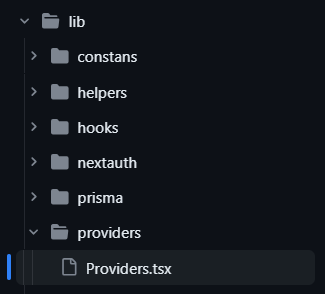 lib
constans
helpers
hooks
nextauth
prisma
providers
Providers.tsx